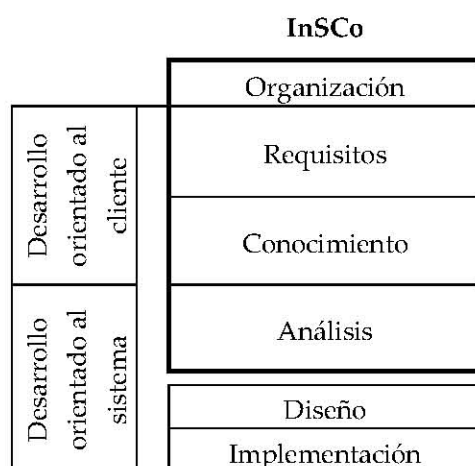 InSCo
Organización
Desarrollo
orientado al
cliente
Requisitos
Conocimiento
Desarrollo
orientado al
sistema
Análisis
Diseño
Implementación